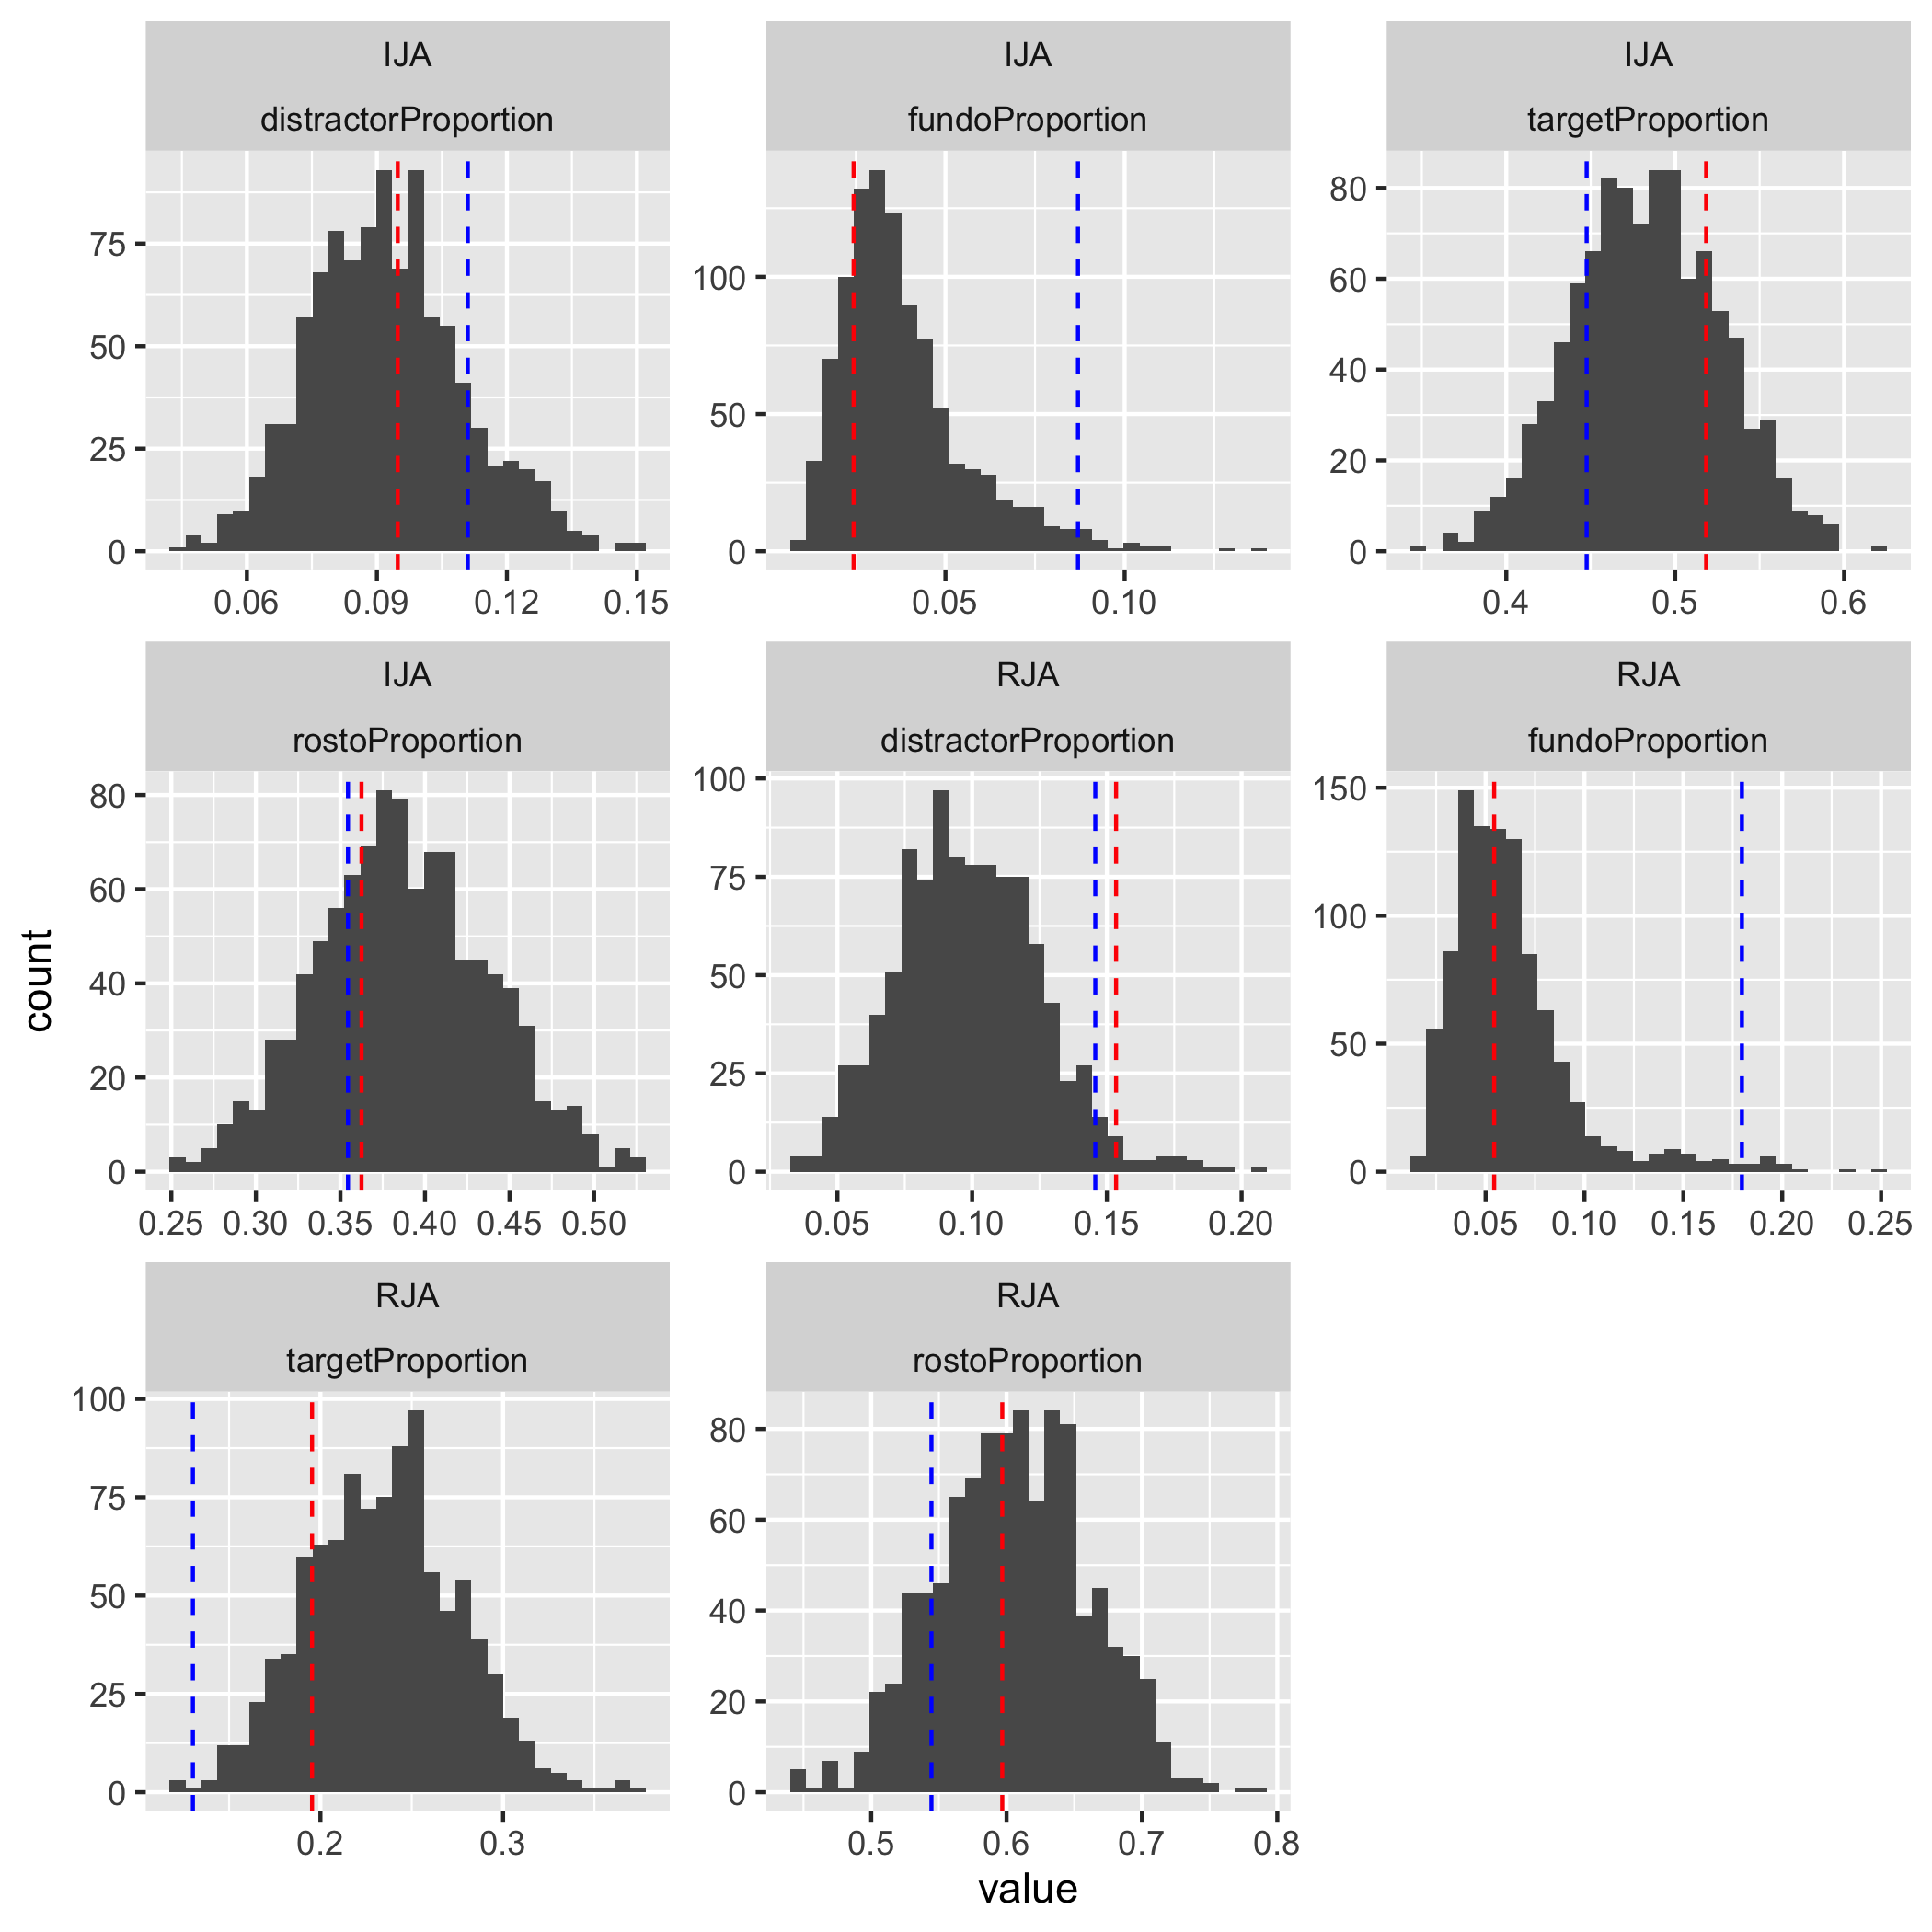 IJA
distractorProportion
IJA
fundoProportion
IJA
targetProportion
75
50
25
0
0.06 0.09 0.12 0.15
100
50
0
0.05 0.10
80
60
40
20
0
0.4 0.5 0.6
IJA
rostoProportion
RJA
distractorProportion
RJA
fundoProportion
80
60
40
20
0
0.25 0.30 0.35 0.40 0.45 0.50
100
75
50
25
0
0.05 0.10 0.15 0.20
150
100
50
0
0.05 0.10 0.15 0.20 0.25
RJA
targetProportion
RJA
rostoProportion
100
75
50
25
0
0.2 0.3
80
60
40
20
0
0.5 0.6 0.7 0.8
count
value